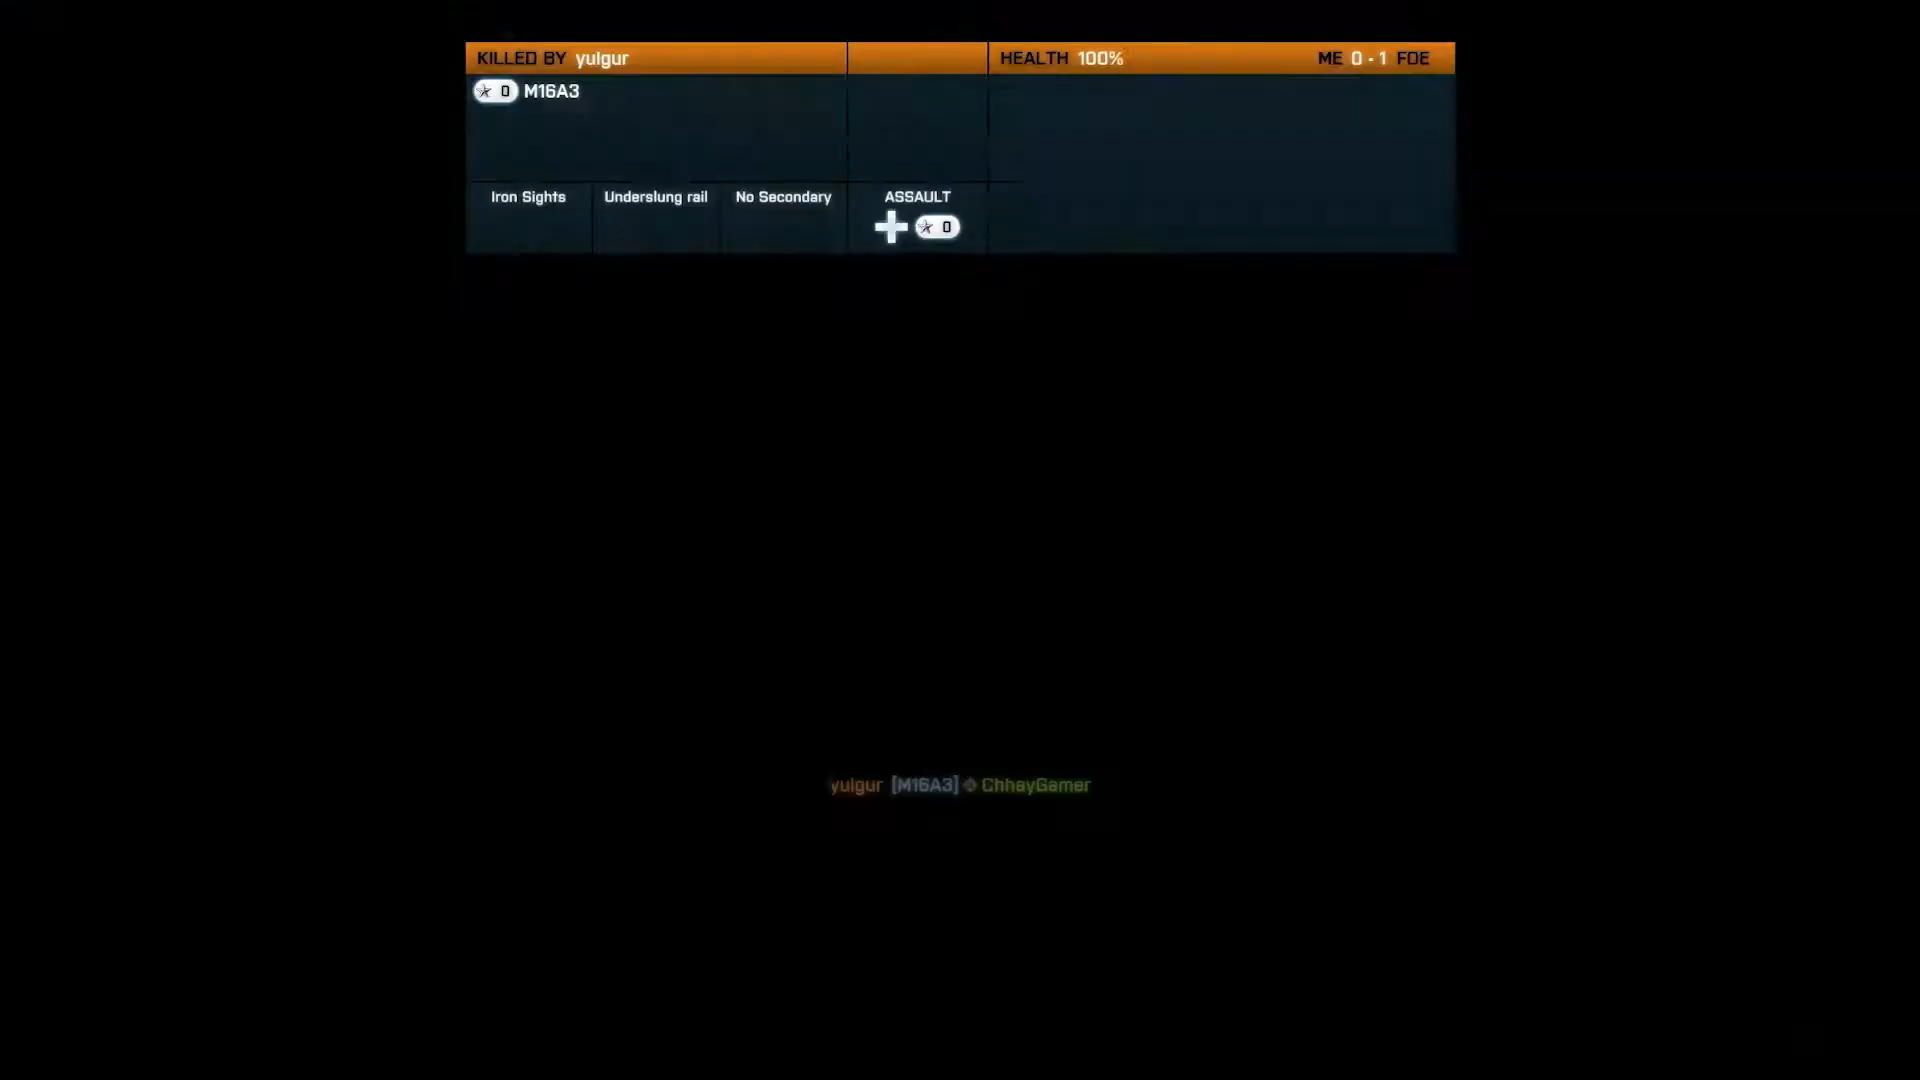 KILLED BY yulgur HEALTH 100% ME 0 - 1 FOE
0 M16A3
Iron Sights Underslung rail No Secondary ASSAULT
0
yulgur [M16A3] ChhayGamer